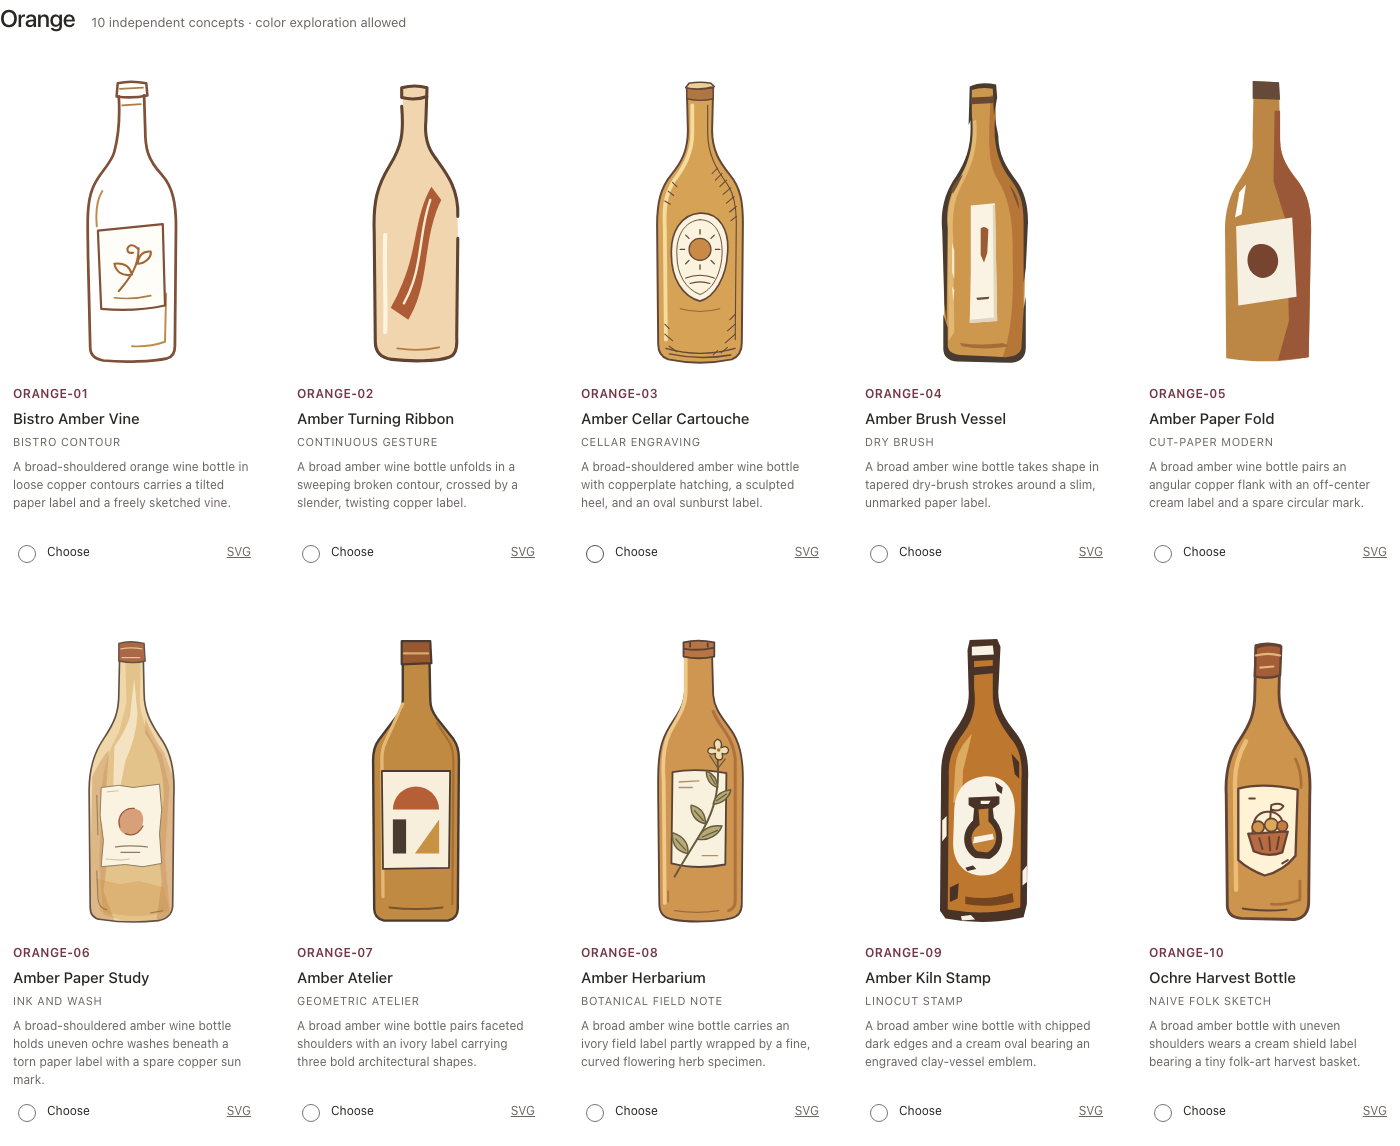 Orange 10 independent concepts · color exploration allowed
ORANGE-01
Bistro Amber Vine
BISTRO CONTOUR
A broad-shouldered orange wine bottle in
loose copper contours carries a tilted
paper label and a freely sketched vine.
Choose SVG
ORANGE-02
Amber Turning Ribbon
CONTINUOUS GESTURE
A broad amber wine bottle unfolds in a
sweeping broken contour, crossed by a
slender, twisting copper label.
Choose SVG
ORANGE-03
Amber Cellar Cartouche
CELLAR ENGRAVING
A broad-shouldered amber wine bottle
with copperplate hatching, a sculpted
heel, and an oval sunburst label.
Choose SVG
ORANGE-04
Amber Brush Vessel
DRY BRUSH
A broad amber wine bottle takes shape in
tapered dry-brush strokes around a slim,
unmarked paper label.
Choose SVG
ORANGE-05
Amber Paper Fold
CUT-PAPER MODERN
A broad amber wine bottle pairs an
angular copper flank with an off-center
cream label and a spare circular mark.
Choose SVG
ORANGE-06
Amber Paper Study
INK AND WASH
A broad-shouldered amber wine bottle
holds uneven ochre washes beneath a
torn paper label with a spare copper sun
mark.
Choose SVG
ORANGE-07
Amber Atelier
GEOMETRIC ATELIER
A broad amber wine bottle pairs faceted
shoulders with an ivory label carrying
three bold architectural shapes.
Choose SVG
ORANGE-08
Amber Herbarium
BOTANICAL FIELD NOTE
A broad amber wine bottle carries an
ivory field label partly wrapped by a fine,
curved flowering herb specimen.
Choose SVG
ORANGE-09
Amber Kiln Stamp
LINOCUT STAMP
A broad amber wine bottle with chipped
dark edges and a cream oval bearing an
engraved clay-vessel emblem.
Choose SVG
ORANGE-10
Ochre Harvest Bottle
NAIVE FOLK SKETCH
A broad amber bottle with uneven
shoulders wears a cream shield label
bearing a tiny folk-art harvest basket.
Choose SVG